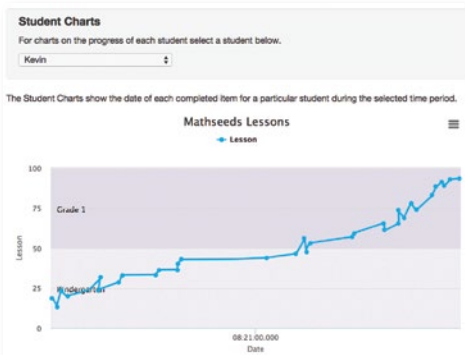 Student Charts
For charts on the progress of each student select a student below.
Kevin
The Student Charts show the date of each completed item for a particular student during the selected time period.
Mathseeds Lessons
Lesson
100
Grade 1
75
50
Lesson
Kindergarten
25
0
08:21:00.000
Date